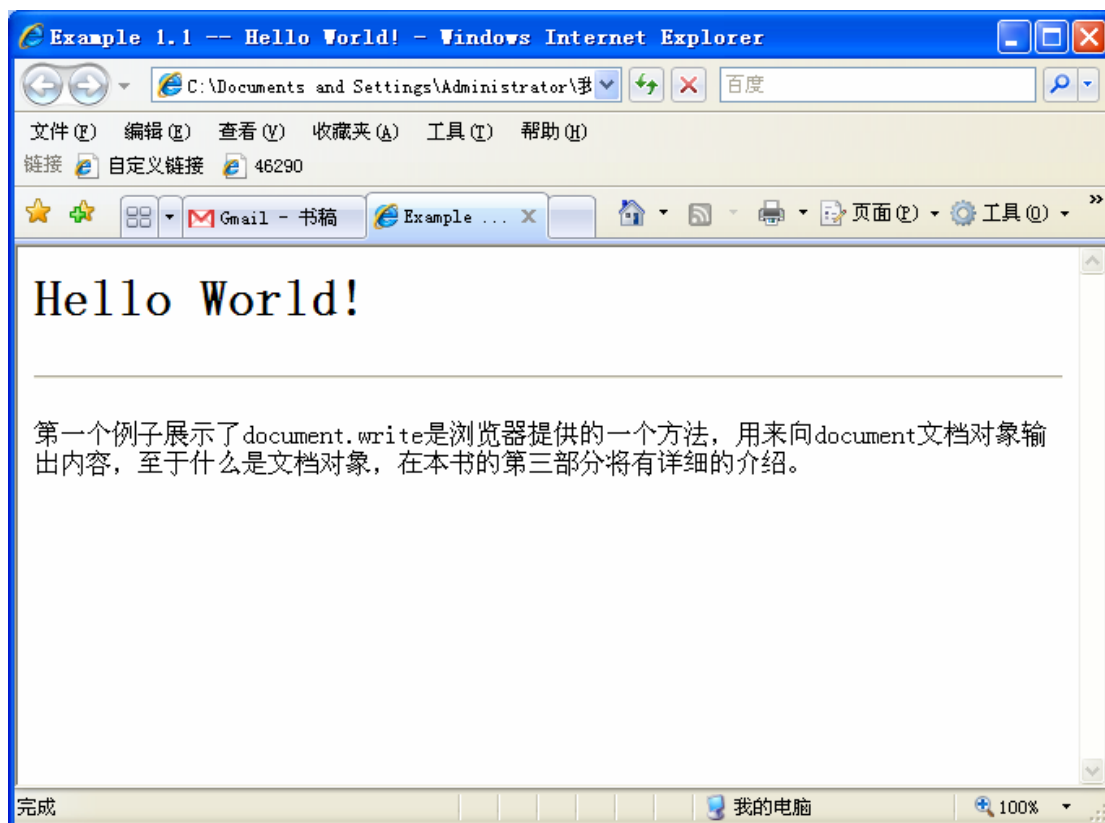 Example 1.1 -- Hello World! - Windows Internet Explorer
C:\Documents and Settings\Administrator\我 百度
文件(F) 编辑(E) 查看(V) 收藏夹(A) 工具(T) 帮助(H)
链接 自定义链接 46290
Gmail - 书稿 Example ... 页面(P) 工具(O) »
Hello World!
第一个例子展示了document.write是浏览器提供的一个方法，用来向document文档对象输
出内容，至于什么是文档对象，在本书的第三部分将有详细的介绍。
完成 我的电脑 100%